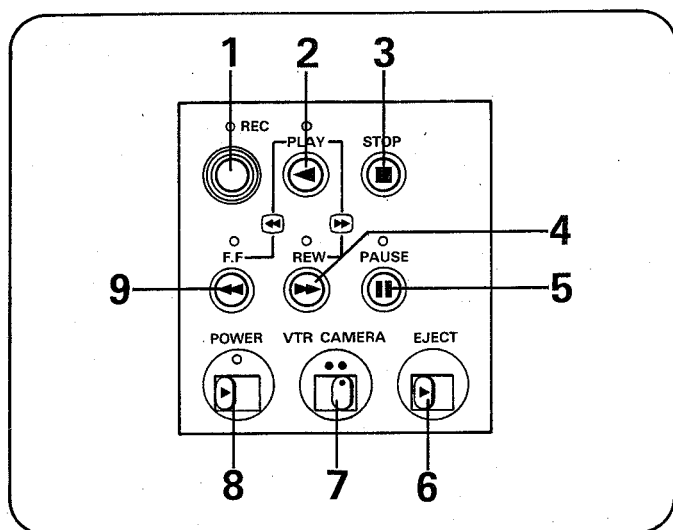 1 2 3
REC
PLAY STOP
4
F.F REW PAUSE
9 5
POWER VTR CAMERA EJECT
8 7 6